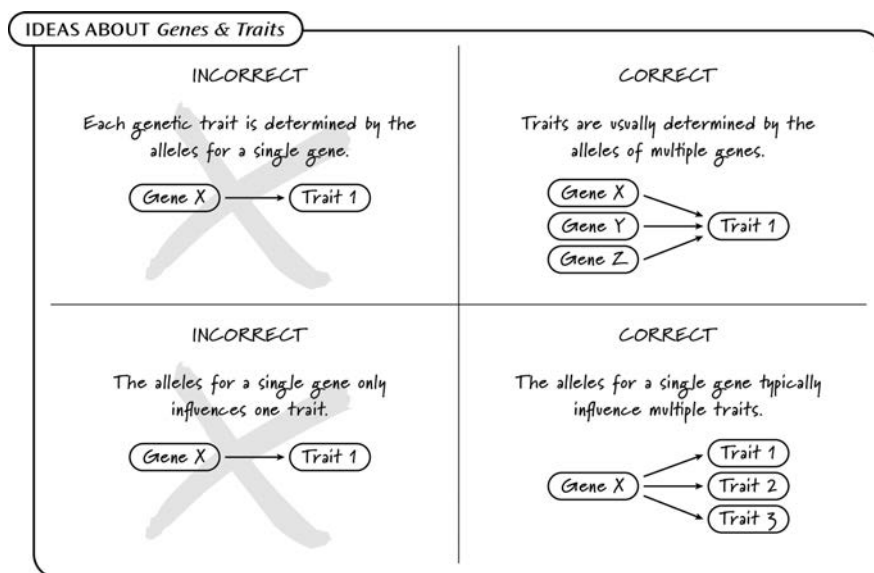 IDEAS ABOUT Genes & Traits
INCORRECT
Each genetic trait is determined by the
alleles for a single gene.
Gene X
Trait 1
CORRECT
Traits are usually determined by the
alleles of multiple genes.
Gene X
Gene Y
Gene Z
Trait 1
INCORRECT
The alleles for a single gene only
influences one trait.
Gene X
Trait 1
CORRECT
The alleles for a single gene typically
influence multiple traits.
Gene X
Trait 1
Trait 2
Trait 3